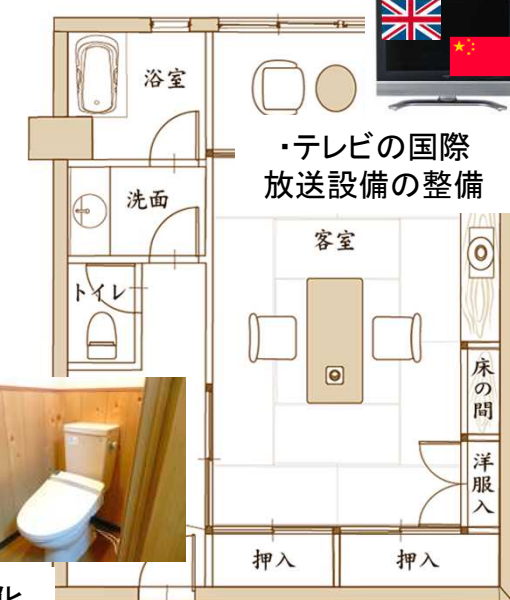 浴室
・テレビの国際
放送設備の整備
洗面
客室
トイレ
床の間
洋服入
押入
押入
化